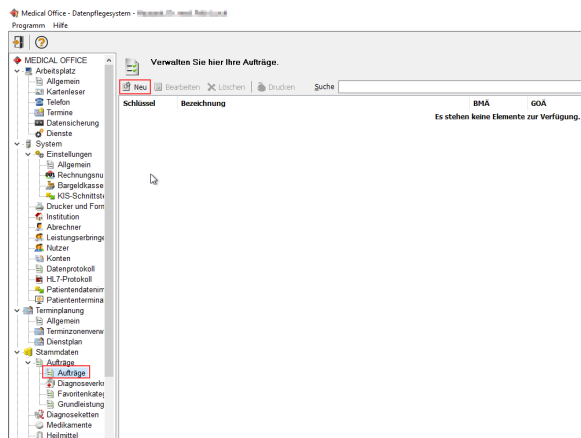 Medical Office - Datenpflegesystem -
Programm Hilfe
MEDICAL OFFICE
Verwalten Sie hier Ihre Aufträge.
Neu Bearbeiten Löschen Drucken Suche
Schlüssel Bezeichnung BMÄ GOÄ
Es stehen keine Elemente zur Verfügung.
Arbeitsplatz
Allgemein
Kartenleser
Telefon
Termine
Datensicherung
Dienste
System
Einstellungen
Allgemein
Rechnungsnu
Bargeldkasse
KIS-Schnittste
Drucker und Form
Institution
Abrechner
Leistungserbringe
Nutzer
Konten
Datenprotokoll
HL7-Protokoll
Patientendatenim
Patiententermina
Terminplanung
Allgemein
Terminzonenverw
Dienstplan
Stammdaten
Aufträge
Aufträge
Diagnoseverkn
Favoritenkateg
Grundleistung
Diagnoseketten
Medikamente
Heilmittel